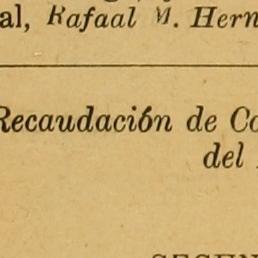 al, Rafaal M. Hern
Recaudación de Co
del